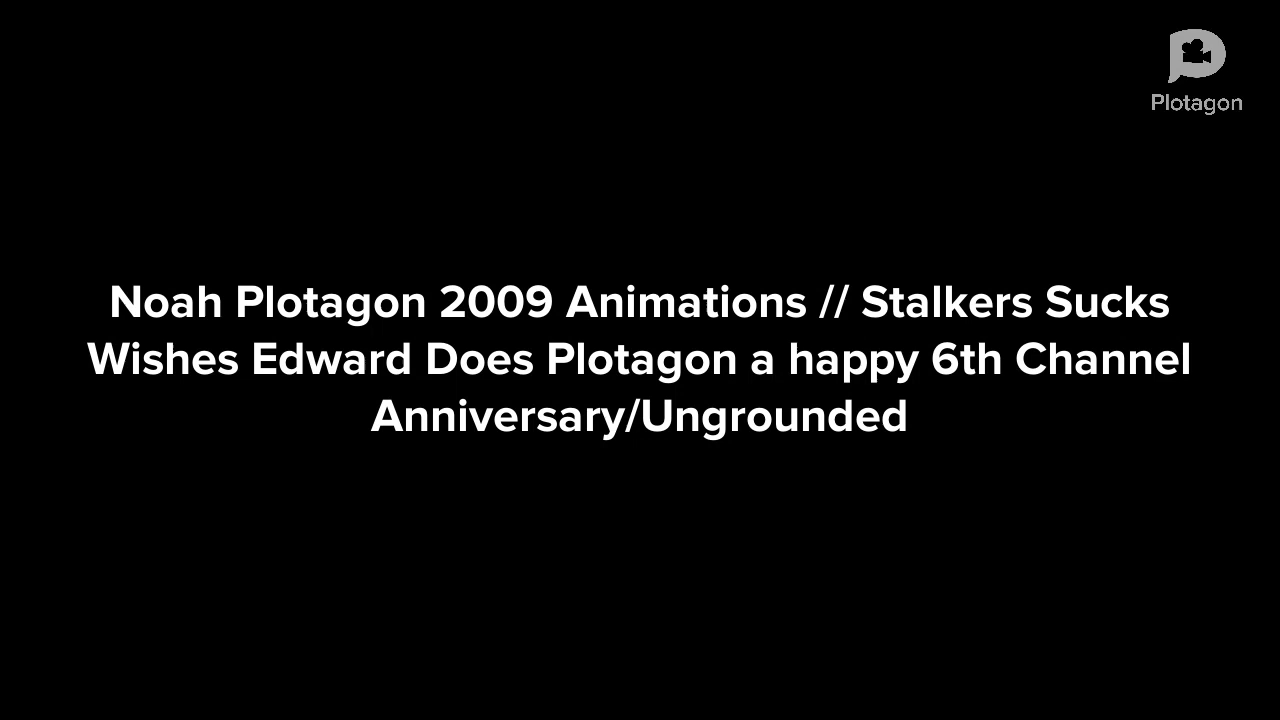 Plotagon
Noah Plotagon 2009 Animations // Stalkers Sucks
Wishes Edward Does Plotagon a happy 6th Channel
Anniversary/Ungrounded